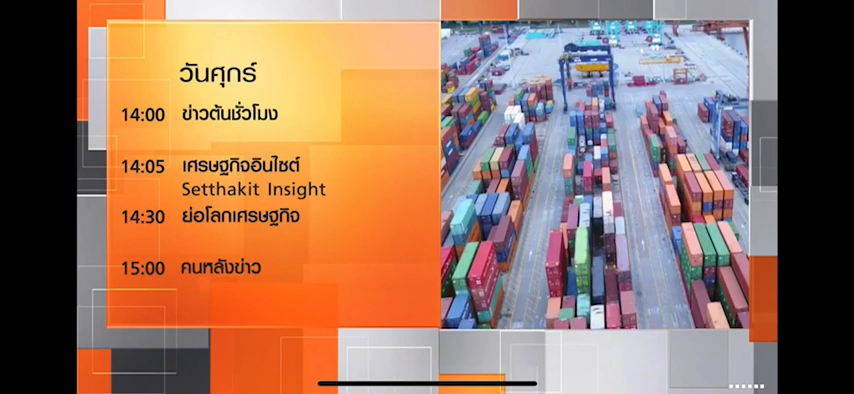 วันศุกร์
14:00 ข่าวต้นชั่วโมง
14:05 เศรษฐกิจอินไซต์
Setthakit Insight
14:30 ย่อโลกเศรษฐกิจ
15:00 คนหลังข่าว